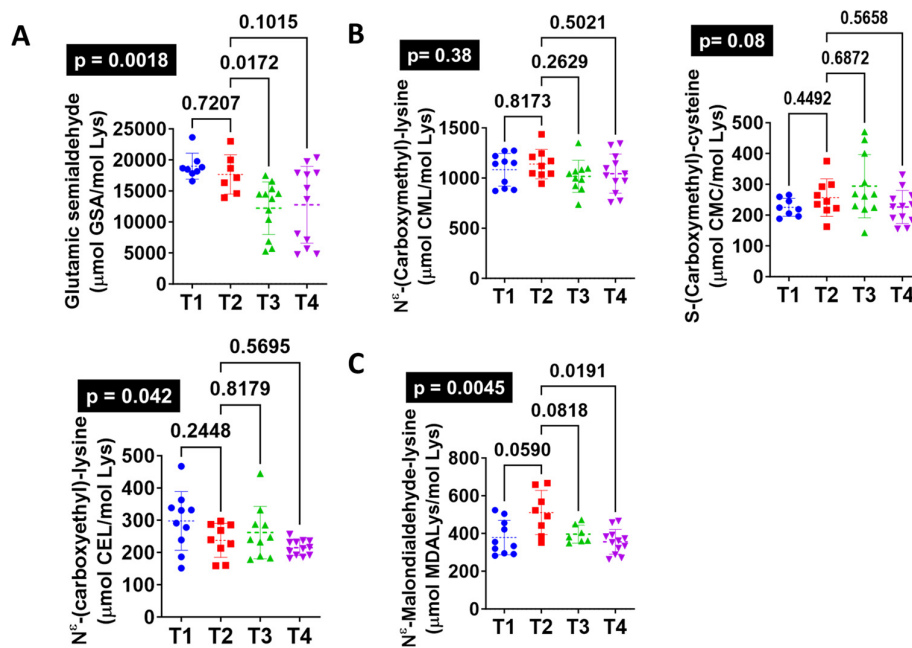 A
p = 0.0018
0.1015
0.0172
0.7207
Glutamic semialaldehyde
(µmol GSA/mol Lys)
25000
20000
15000
10000
5000
0
T1 T2 T3 T4
B
p = 0.38
0.5021
0.2629
0.8173
Nᵋ-(Carboxymethyl)-lysine
(µmol CML/mol Lys)
1500
1000
500
0
T1 T2 T3 T4
p= 0.08
0.5658
0.6872
0.4492
S-(Carboxymethyl)-cysteine
(µmol CMC/mol Lys)
500
400
300
200
100
0
T1 T2 T3 T4
p = 0.042
0.5695
0.8179
0.2448
Nᵋ-(carboxyethyl)-lysine
(µmol CEL/mol Lys)
500
400
300
200
100
0
T1 T2 T3 T4
C
p = 0.0045
0.0191
0.0818
0.0590
Nᵋ-Malondialdehyde-lysine
(µmol MDALys/mol Lys)
800
600
400
200
0
T1 T2 T3 T4